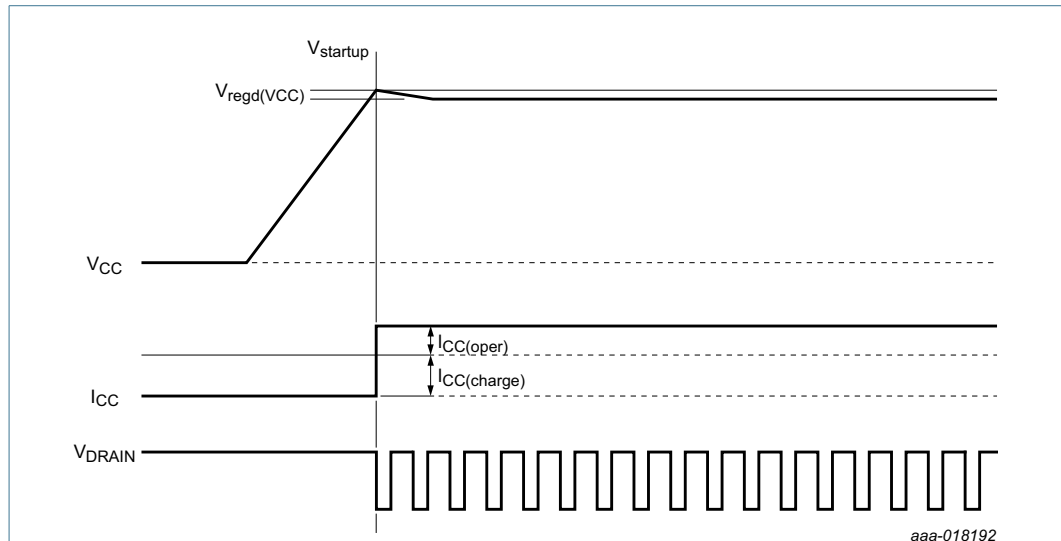 Vstartup
Vregd(VCC)
VCC
ICC(oper)
ICC(charge)
ICC
VDRAIN
aaa-018192